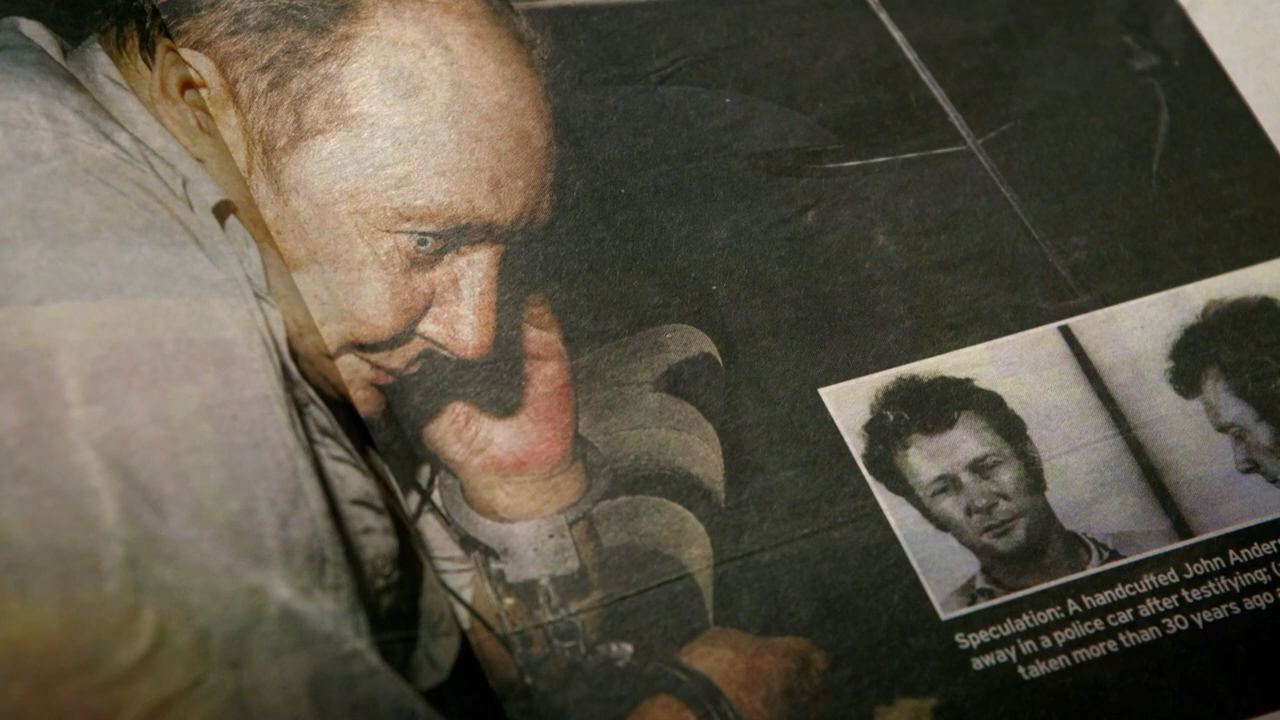 Speculation: A handcuffed John Anders
away in a police car after testifying; (
taken more than 30 years ago